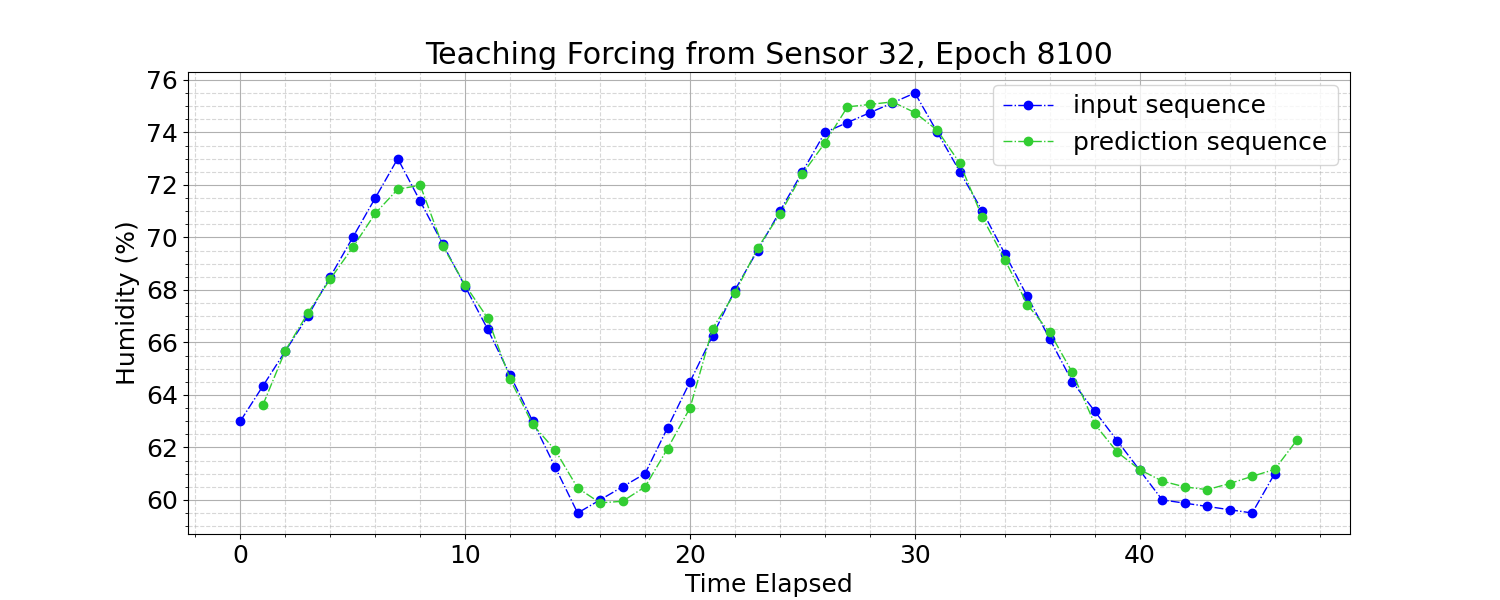 Teaching Forcing from Sensor 32, Epoch 8100
76
74
72
70
68
66
64
62
60
Humidity (%)
input sequence
prediction sequence
0 10 20 30 40
Time Elapsed